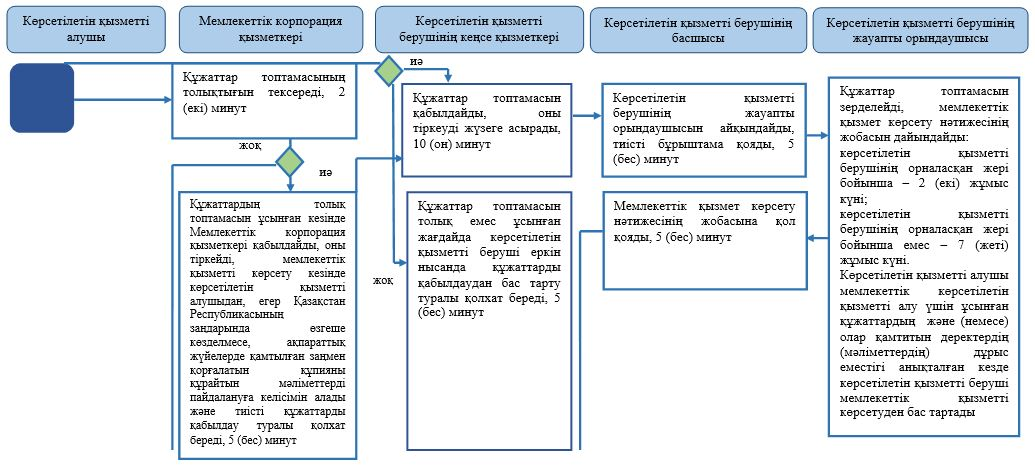 Көрсетілетін қызметті
алушы
Мемлекеттік корпорация
қызметкері
Көрсетілетін қызметті
берушінің кеңсе қызметкері
Көрсетілетін қызметті берушінің
басшысы
Көрсетілетін қызметті берушінің
жауапты орындаушысы
Құжаттар топтамасының
толықтығын тексереді, 2
(екі) минут
жоқ
иә
Құжаттардың толық
топтамасын ұсынған кезінде
Мемлекеттік корпорация
қызметкері қабылдайды, оны
тіркейді, мемлекеттік
қызметті көрсету кезінде
көрсетілетін қызметті
алушыдан, егер Қазақстан
Республикасының
заңдарында өзгеше
көзделмесе, ақпараттық
жүйелерде қамтылған заңмен
қорғалатын құпияны
құрайтын мәліметтерді
пайдалануға келісімін алады
және тиісті құжаттарды
қабылдау туралы қолхат
береді, 5 (бес) минут
иә
Құжаттар топтамасын
қабылдайды, оны
тіркеуді жүзеге асырады,
10 (он) минут
жоқ
Құжаттар топтамасын
толық емес ұсынған
жағдайда көрсетілетін
қызметті беруші еркін
нысанда құжаттарды
қабылдаудан бас тарту
туралы қолхат береді, 5
(бес) минут
Көрсетілетін қызметті
берушінің жауапты
орындаушысын айқындайды,
тиісті бұрыштама қояды, 5
(бес) минут
Мемлекеттік қызмет көрсету
нәтижесінің жобасына қол
қояды, 5 (бес) минут
Құжаттар топтамасын
зерделейді, мемлекеттік
қызмет көрсету нәтижесінің
жобасын дайындайды:
көрсетілетін қызметті
берушінің орналасқан жері
бойынша – 2 (екі) жұмыс
күні;
көрсетілетін қызметті
берушінің орналасқан жері
бойынша емес – 7 (жеті)
жұмыс күні.
Көрсетілетін қызметті алушы
мемлекеттік көрсетілетін
қызметті алу үшін ұсынған
құжаттардың және (немесе)
олар қамтитын деректердің
(мәліметтердің) дұрыс
еместігі анықталған кезде
көрсетілетін қызметті беруші
мемлекеттік қызметті
көрсетуден бас тартады